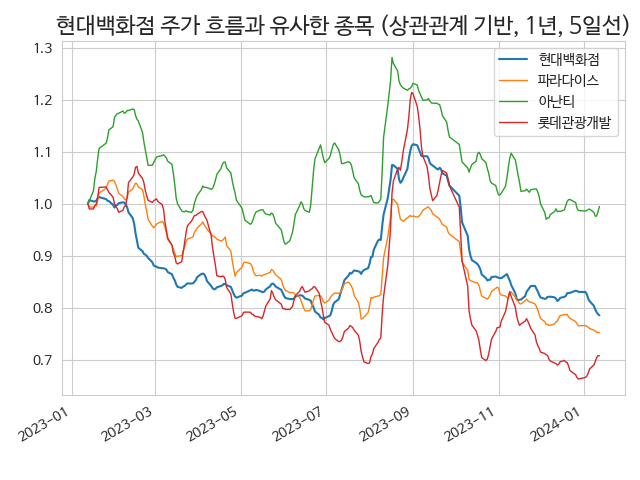 현대백화점 주가 흐름과 유사한 종목 (상관관계 기반, 1년, 5일선)
1.3
1.2
1.1
1.0
0.9
0.8
0.7
현대백화점
파라다이스
아난티
롯데관광개발
2023-01
2023-03
2023-05
2023-07
2023-09
2023-11
2024-01